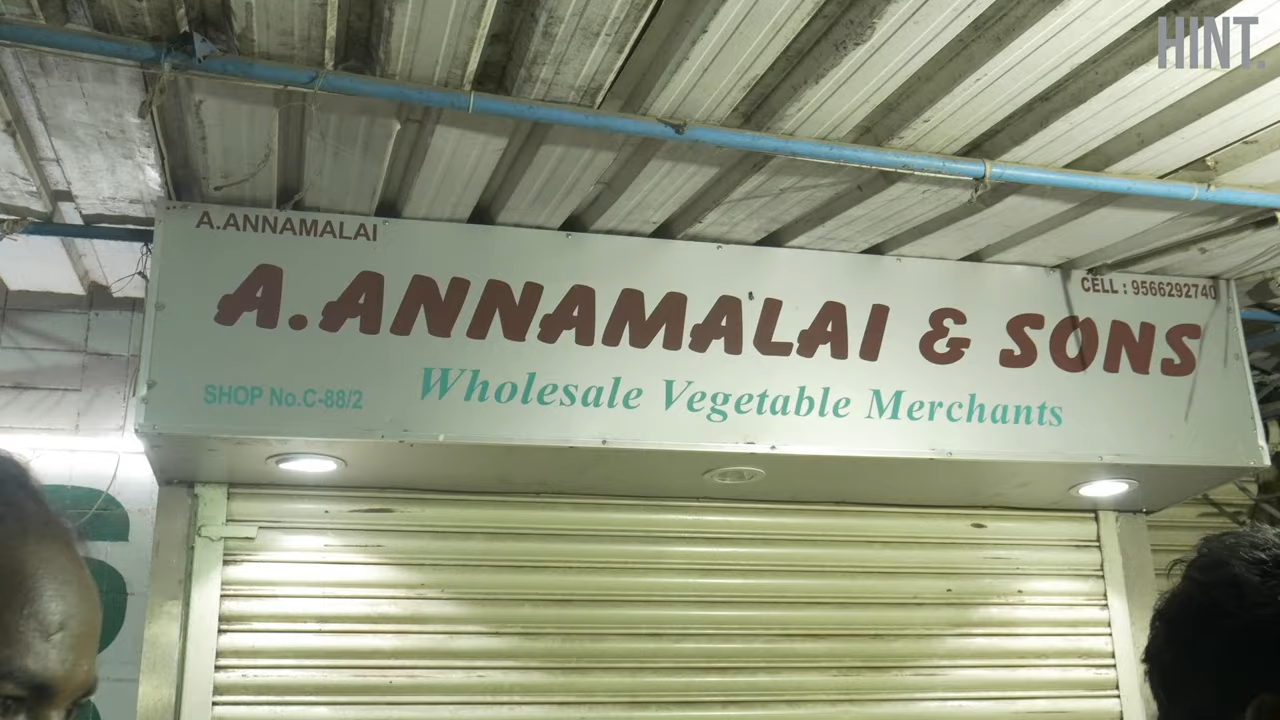 HINT.
A.ANNAMALAI
CELL : 9566292740
A.ANNAMALAI & SONS
SHOP No.C-88/2
Wholesale Vegetable Merchants